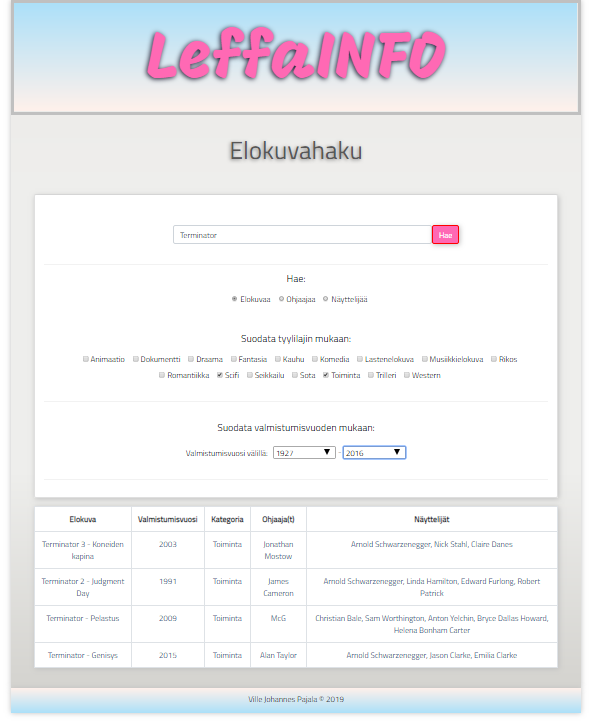 LeffaINFO
Elokuvahaku
Terminator Hae
Hae:
Elokuvaa Ohjaajaa Näyttelijää
Suodata tyylilajin mukaan:
Animaatio Dokumentti Draama Fantasia Kauhu Komedia Lastenelokuva Musiikkielokuva Rikos
Romantiikka Scifi Seikkailu Sota Toiminta Trilleri Western
Suodata valmistumisvuoden mukaan:
Valmistumisvuosi välillä: 1927 - 2016
Elokuva Valmistumisvuosi Kategoria Ohjaaja(t) Näyttelijät
Terminator 3 - Koneiden kapina 2003 Toiminta Jonathan Mostow Arnold Schwarzenegger, Nick Stahl, Claire Danes
Terminator 2 - Judgment Day 1991 Toiminta James Cameron Arnold Schwarzenegger, Linda Hamilton, Edward Furlong, Robert Patrick
Terminator - Pelastus 2009 Toiminta McG Christian Bale, Sam Worthington, Anton Yelchin, Bryce Dallas Howard, Helena Bonham Carter
Terminator - Genisys 2015 Toiminta Alan Taylor Arnold Schwarzenegger, Jason Clarke, Emilia Clarke
Ville Johannes Pajala © 2019